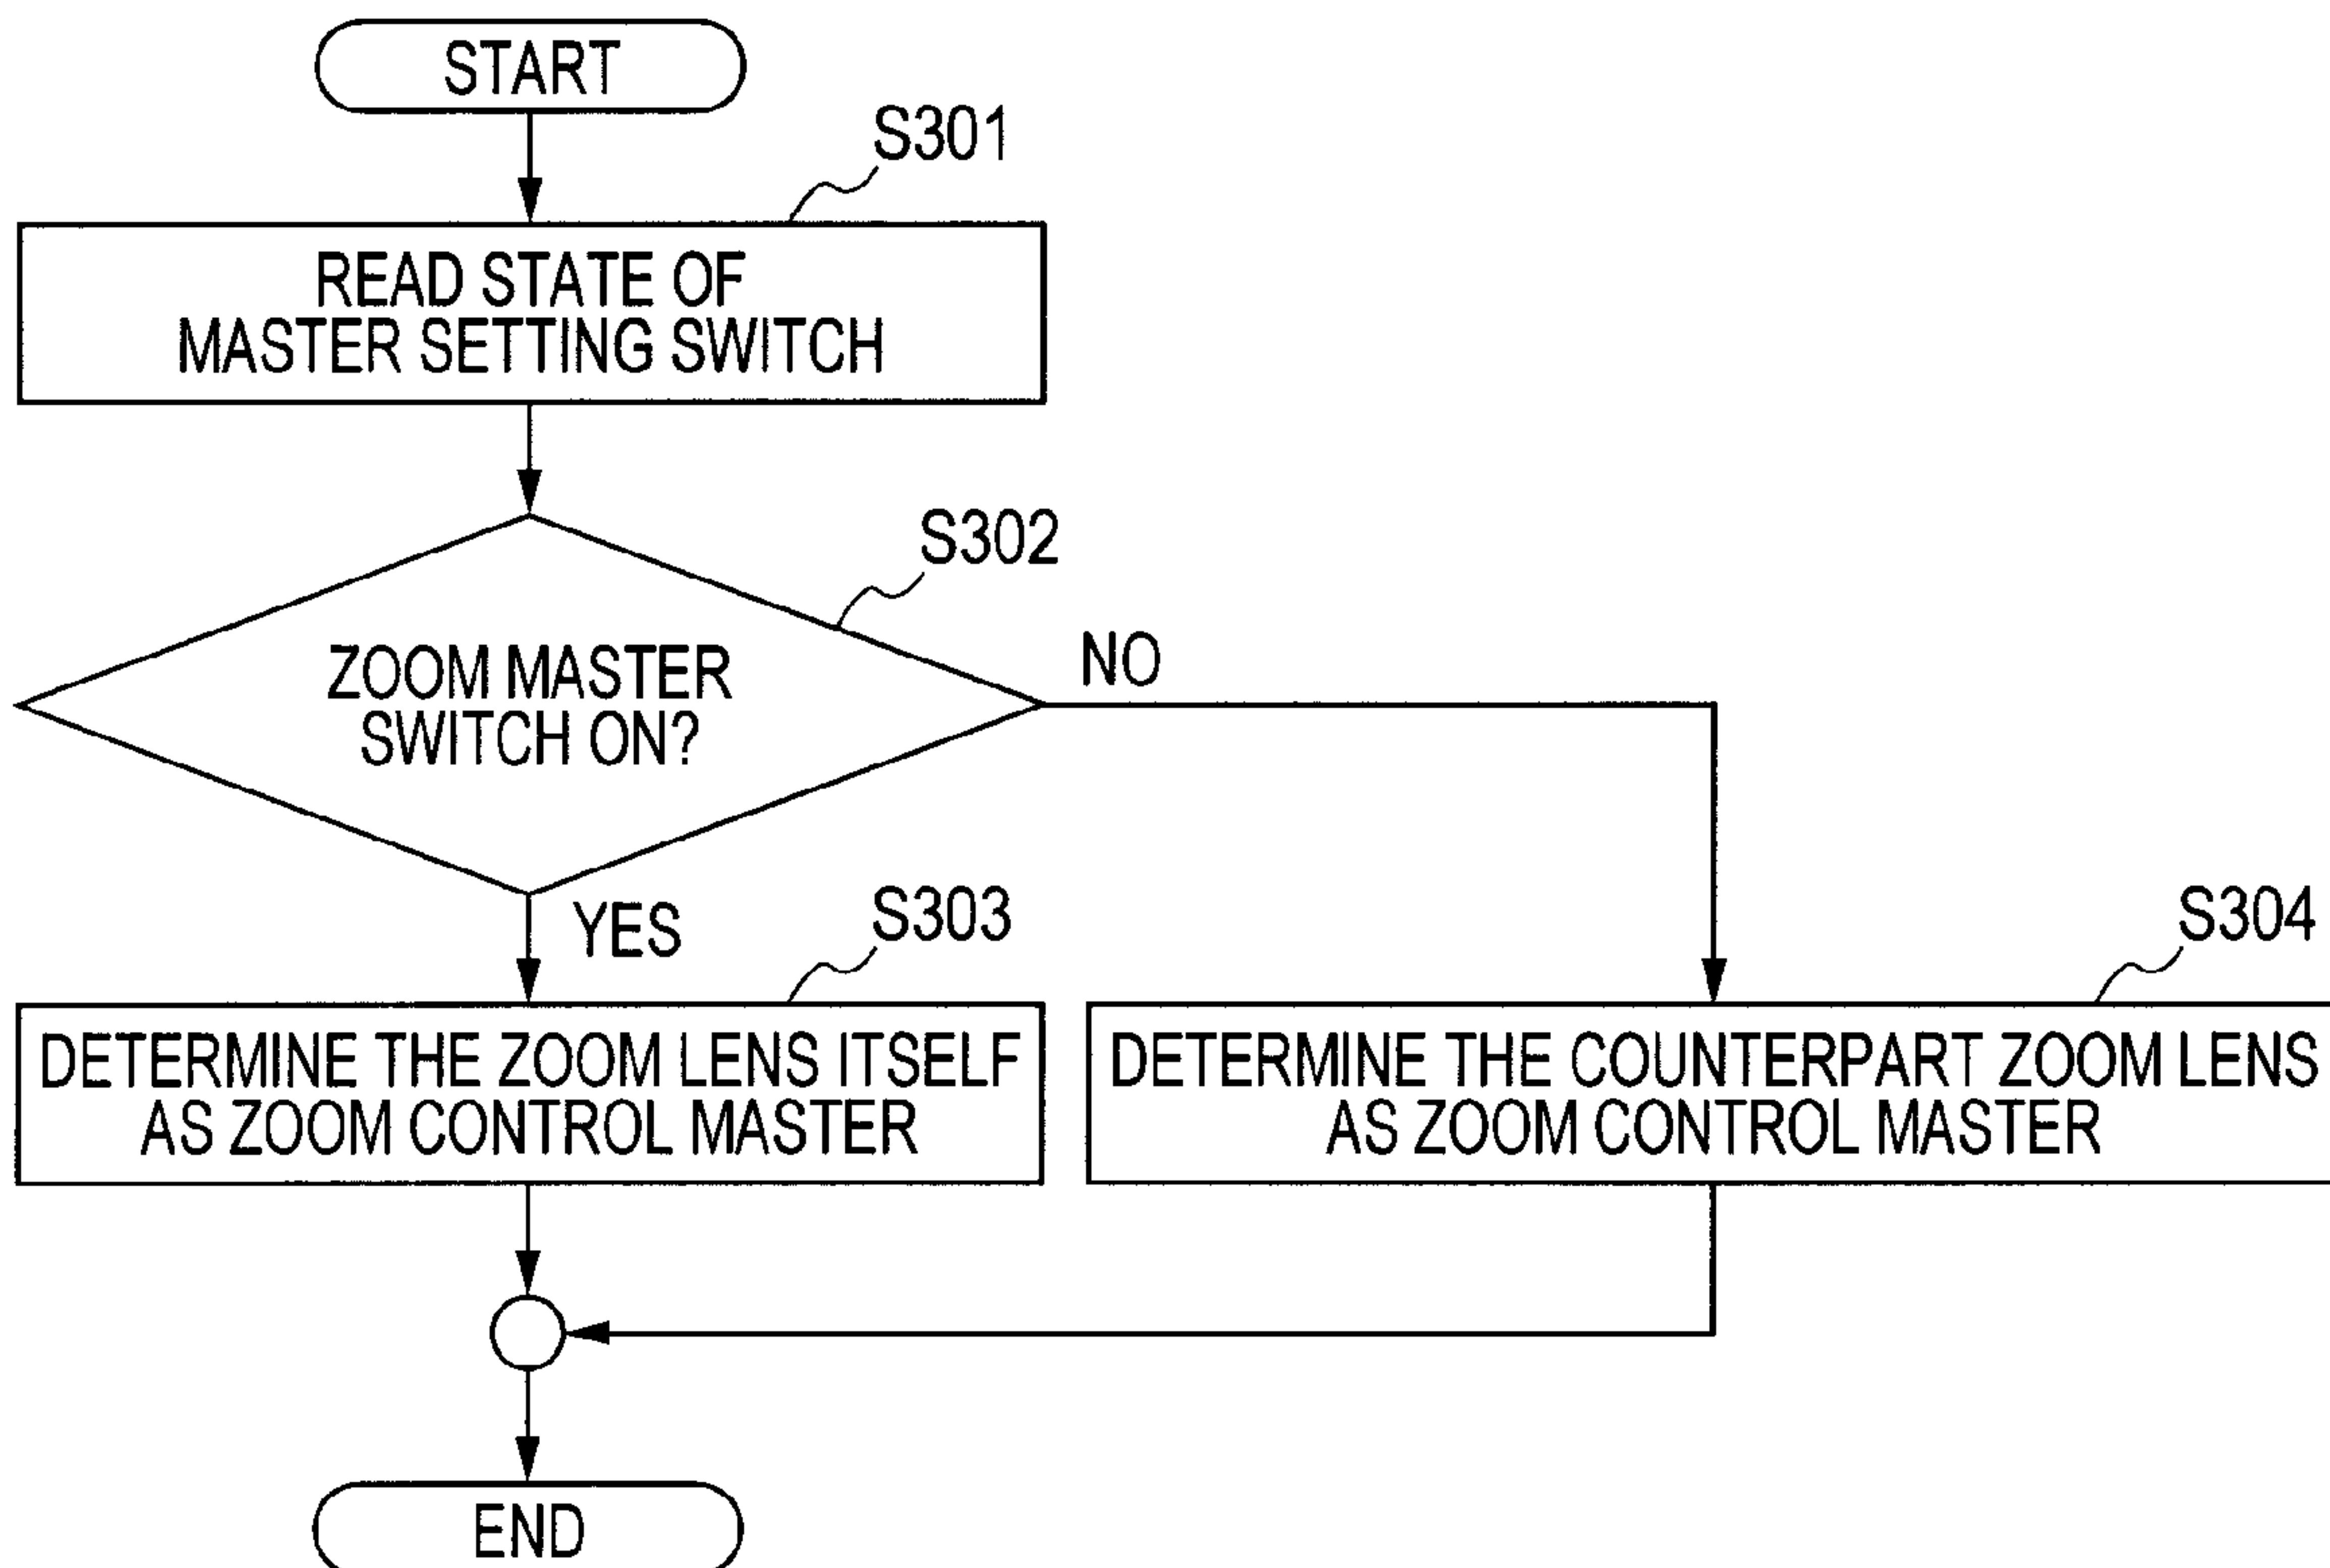 START
S301
READ STATE OF
MASTER SETTING SWITCH
S302
ZOOM MASTER
SWITCH ON?
NO
YES
S303
DETERMINE THE ZOOM LENS ITSELF
AS ZOOM CONTROL MASTER
S304
DETERMINE THE COUNTERPART ZOOM LENS
AS ZOOM CONTROL MASTER
END